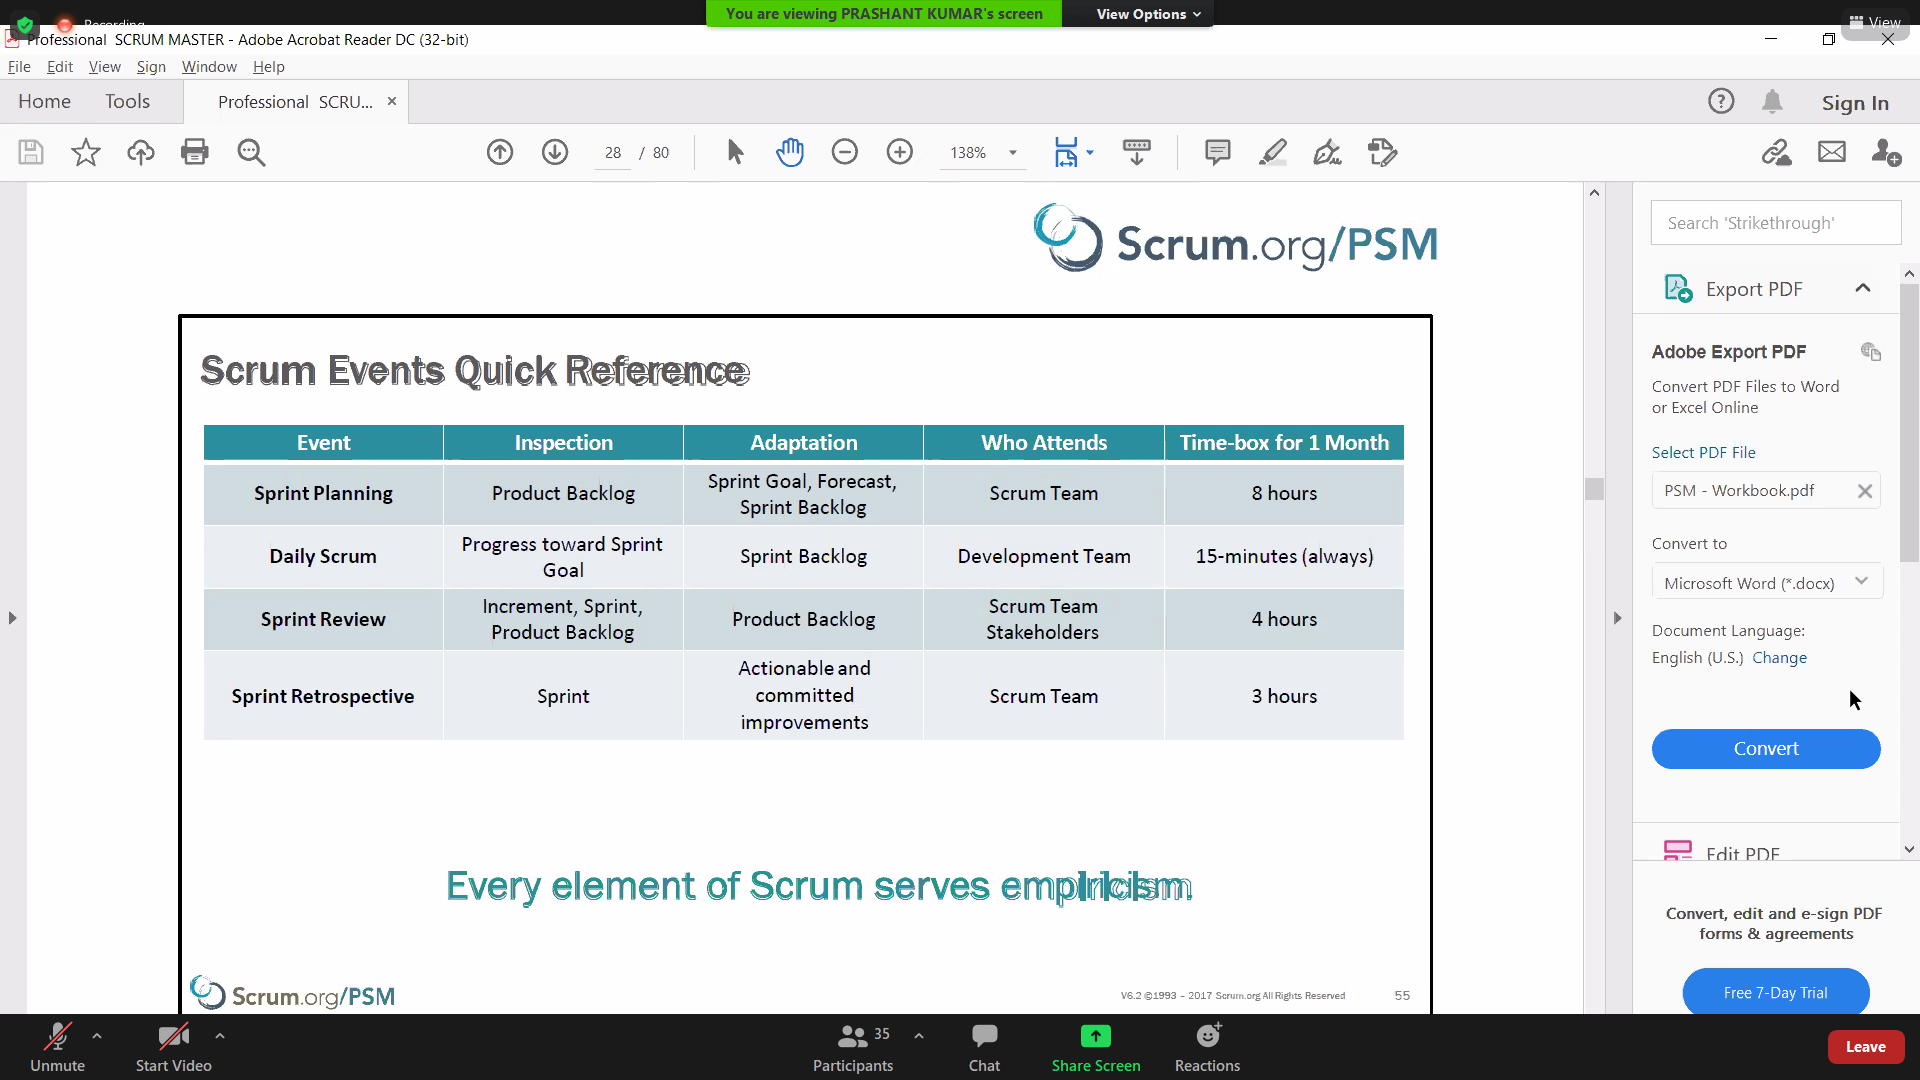 Recording
You are viewing PRASHANT KUMAR's screen
View Options
View
Professional SCRUM MASTER - Adobe Acrobat Reader DC (32-bit)
File Edit View Sign Window Help
Home Tools Professional SCRU... Sign In
28 / 80 138%
Scrum.org/PSM
Search 'Strikethrough'
Export PDF
Adobe Export PDF
Convert PDF Files to Word
or Excel Online
Select PDF File
PSM - Workbook.pdf
Convert to
Microsoft Word (*.docx)
Document Language:
English (U.S.) Change
Convert
Edit PDF
Convert, edit and e-sign PDF
forms & agreements
Free 7-Day Trial
Scrum Events Quick Reference
Event Inspection Adaptation Who Attends Time-box for 1 Month
Sprint Planning Product Backlog Sprint Goal, Forecast,
Sprint Backlog Scrum Team 8 hours
Daily Scrum Progress toward Sprint
Goal Sprint Backlog Development Team 15-minutes (always)
Sprint Review Increment, Sprint,
Product Backlog Product Backlog Scrum Team
Stakeholders 4 hours
Sprint Retrospective Sprint Actionable and
committed
improvements Scrum Team 3 hours
Every element of Scrum serves empiricism.
Scrum.org/PSM
V6.2 ©1993 – 2017 Scrum.org All Rights Reserved 55
Unmute Start Video Participants 35 Chat Share Screen Reactions Leave